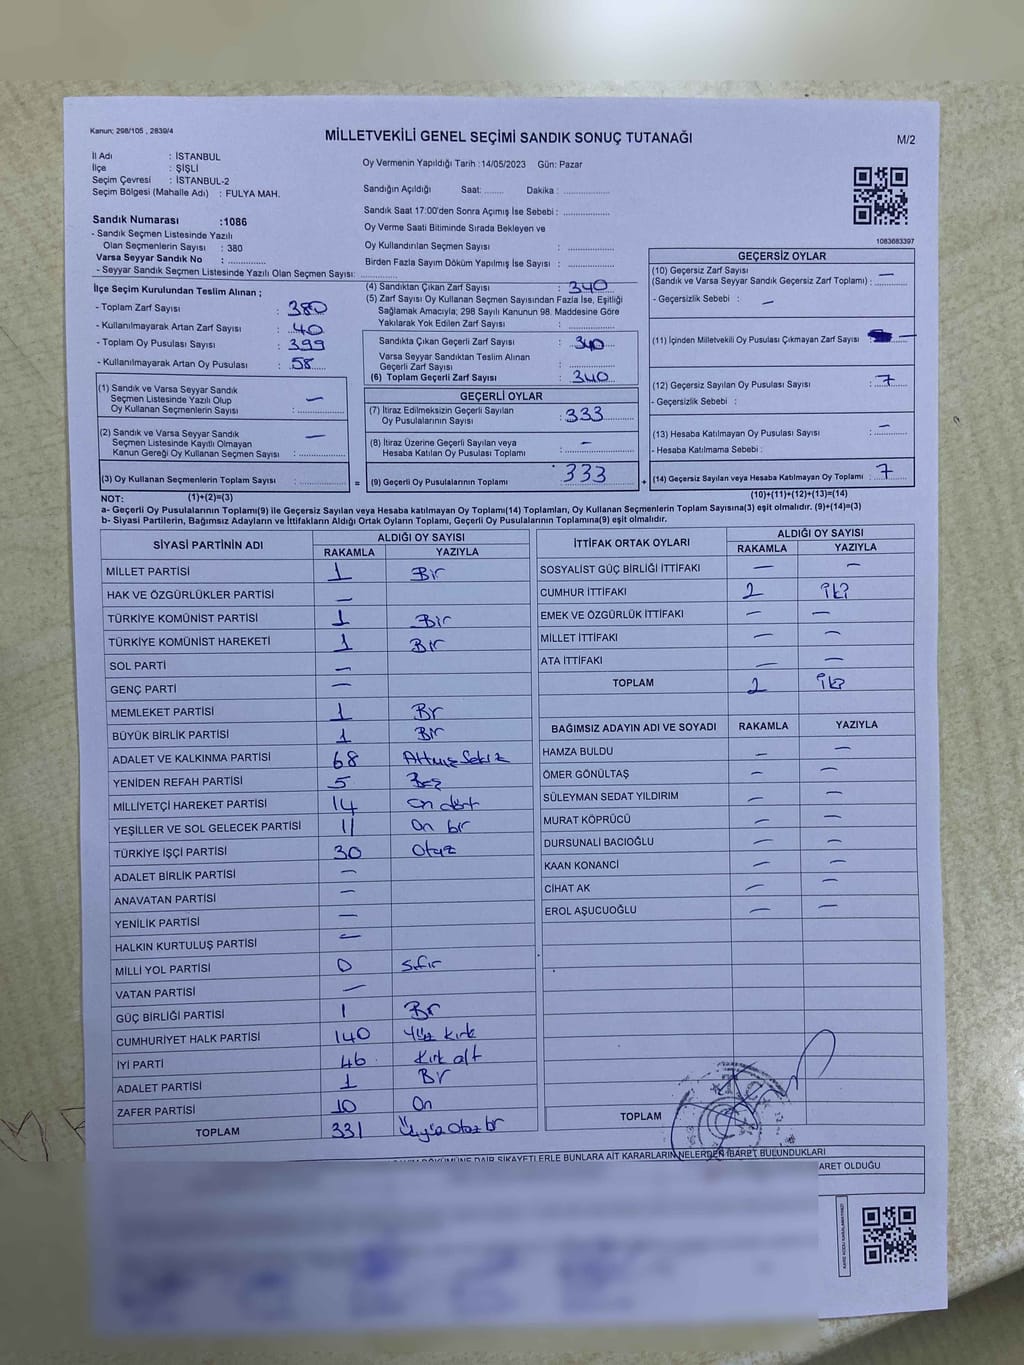 Kanun; 298/105 , 2839/4
MİLLETVEKİLİ GENEL SEÇİMİ SANDIK SONUÇ TUTANAĞI
M/2
İl Adı : İSTANBUL
İlçe : ŞİŞLİ
Seçim Çevresi : İSTANBUL-2
Seçim Bölgesi (Mahalle Adı) : FULYA MAH.
Oy Vermenin Yapıldığı Tarih :14/05/2023 Gün: Pazar
Sandığın Açıldığı Saat: ........ Dakika : ....................
Sandık Saat 17:00'den Sonra Açımış İse Sebebi : ....................
Oy Verme Saati Bitiminde Sırada Bekleyen ve
Oy Kullandırılan Seçmen Sayısı : ....................
Birden Fazla Sayım Döküm Yapılmış İse Sayısı : ....................
1083683397
Sandık Numarası :1086
- Sandık Seçmen Listesinde Yazılı
Olan Seçmenlerin Sayısı : 380
Varsa Seyyar Sandık No : ................
- Seyyar Sandık Seçmen Listesinde Yazılı Olan Seçmen Sayısı: ................
İlçe Seçim Kurulundan Teslim Alınan ;
- Toplam Zarf Sayısı : 380
- Kullanılmayarak Artan Zarf Sayısı : 40
- Toplam Oy Pusulası Sayısı : 399
- Kullanılmayarak Artan Oy Pusulası : 58
(1) Sandık ve Varsa Seyyar Sandık
Seçmen Listesinde Yazılı Olup
Oy Kullanan Seçmenlerin Sayısı : —
(2) Sandık ve Varsa Seyyar Sandık
Seçmen Listesinde Kayıtlı Olmayan
Kanun Gereği Oy Kullanan Seçmen Sayısı : —
(3) Oy Kullanan Seçmenlerin Toplam Sayısı : ................
(4) Sandıktan Çıkan Zarf Sayısı : 340
(5) Zarf Sayısı Oy Kullanan Seçmen Sayısından Fazla İse, Eşitliği
Sağlamak Amacıyla; 298 Sayılı Kanunun 98. Maddesine Göre
Yakılarak Yok Edilen Zarf Sayısı : ................
Sandıkta Çıkan Geçerli Zarf Sayısı : 340
Varsa Seyyar Sandıktan Teslim Alınan
Geçerli Zarf Sayısı : ................
(6) Toplam Geçerli Zarf Sayısı : 340
GEÇERLİ OYLAR
(7) İtiraz Edilmeksizin Geçerli Sayılan
Oy Pusulalarının Sayısı : 333
(8) İtiraz Üzerine Geçerli Sayılan veya
Hesaba Katılan Oy Pusulası Toplamı : —
= (9) Geçerli Oy Pusulalarının Toplamı : 333 +
GEÇERSİZ OYLAR
(10) Geçersiz Zarf Sayısı
(Sandık ve Varsa Seyyar Sandık Geçersiz Zarf Toplamı) : —
- Geçersizlik Sebebi : —
(11) İçinden Milletvekili Oy Pusulası Çıkmayan Zarf Sayısı : —
(12) Geçersiz Sayılan Oy Pusulası Sayısı : 7
- Geçersizlik Sebebi :
(13) Hesaba Katılmayan Oy Pusulası Sayısı : —
- Hesaba Katılmama Sebebi :
(14) Geçersiz Sayılan veya Hesaba Katılmayan Oy Toplamı : 7
NOT: (1)+(2)=(3)
(10)+(11)+(12)+(13)=(14)
a- Geçerli Oy Pusulalarının Toplamı(9) ile Geçersiz Sayılan veya Hesaba Katılmayan Oy Toplamı(14) Toplamları, Oy Kullanan Seçmenlerin Toplam Sayısına(3) eşit olmalıdır. (9)+(14)=(3)
b- Siyasi Partilerin, Bağımsız Adayların ve İttifakların Aldığı Ortak Oyların Toplamı, Geçerli Oy Pusulalarının Toplamına(9) eşit olmalıdır.
SİYASİ PARTİNİN ADI ALDIĞI OY SAYISI
RAKAMLA YAZIYLA
MİLLET PARTİSİ 1 Bir
HAK VE ÖZGÜRLÜKLER PARTİSİ —
TÜRKİYE KOMÜNİST PARTİSİ 1 Bir
TÜRKİYE KOMÜNİST HAREKETİ 1 Bir
SOL PARTİ —
GENÇ PARTİ —
MEMLEKET PARTİSİ 1 Br
BÜYÜK BİRLİK PARTİSİ 1 Bir
ADALET VE KALKINMA PARTİSİ 68 Altmış Sekiz
YENİDEN REFAH PARTİSİ 5 Beş
MİLLİYETÇİ HAREKET PARTİSİ 14 on dört
YEŞİLLER VE SOL GELECEK PARTİSİ 11 On bir
TÜRKİYE İŞÇİ PARTİSİ 30 Otuz
ADALET BİRLİK PARTİSİ —
ANAVATAN PARTİSİ —
YENİLİK PARTİSİ —
HALKIN KURTULUŞ PARTİSİ —
MİLLİ YOL PARTİSİ 0 Sıfır
VATAN PARTİSİ —
GÜÇ BİRLİĞİ PARTİSİ 1 Br
CUMHURİYET HALK PARTİSİ 140 Yüz kırk
İYİ PARTİ 46 kırk altı
ADALET PARTİSİ 1 Br
ZAFER PARTİSİ 10 On
TOPLAM 331 Üçyüz Otuz br
İTTİFAK ORTAK OYLARI ALDIĞI OY SAYISI
RAKAMLA YAZIYLA
SOSYALİST GÜÇ BİRLİĞİ İTTİFAKI — —
CUMHUR İTTİFAKI 2 iki
EMEK VE ÖZGÜRLÜK İTTİFAKI — —
MİLLET İTTİFAKI — —
ATA İTTİFAKI — —
TOPLAM 2 iki
BAĞIMSIZ ADAYIN ADI VE SOYADI RAKAMLA YAZIYLA
HAMZA BULDU — —
ÖMER GÖNÜLTAŞ — —
SÜLEYMAN SEDAT YILDIRIM — —
MURAT KÖPRÜCÜ — —
DURSUNALİ BACIOĞLU — —
KAAN KONANCİ — —
CİHAT AK — —
EROL AŞUCUOĞLU — —
TOPLAM
DÖKÜMÜNE DAİR ŞİKAYETLERLE BUNLARA AİT KARARLARIN NELERDEN İBARET BULUNDUKLARI
ARET OLDUĞU